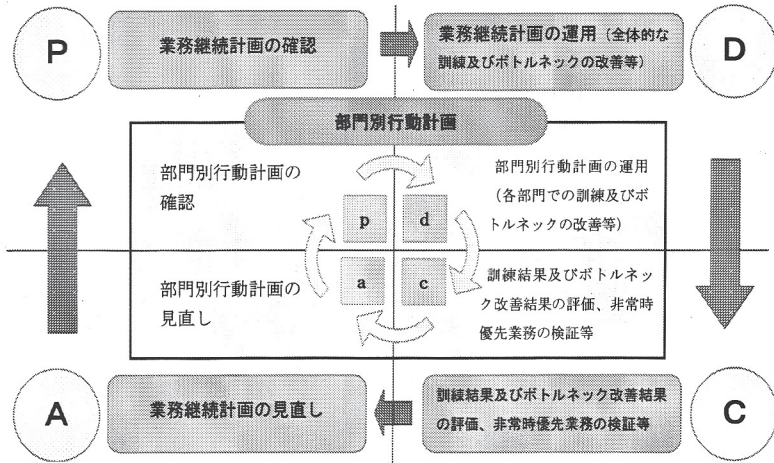 P
業務継続計画の確認
業務継続計画の運用（全体的な
訓練及びボトルネックの改善等）
D
部門別行動計画
部門別行動計画の
確認
部門別行動計画の運用
（各部門での訓練及びボ
トルネックの改善等）
p
d
a
c
部門別行動計画の
見直し
訓練結果及びボトルネッ
ク改善結果の評価、非常時
優先業務の検証等
A
業務継続計画の見直し
訓練結果及びボトルネック改善結果
の評価、非常時優先業務の検証等
C